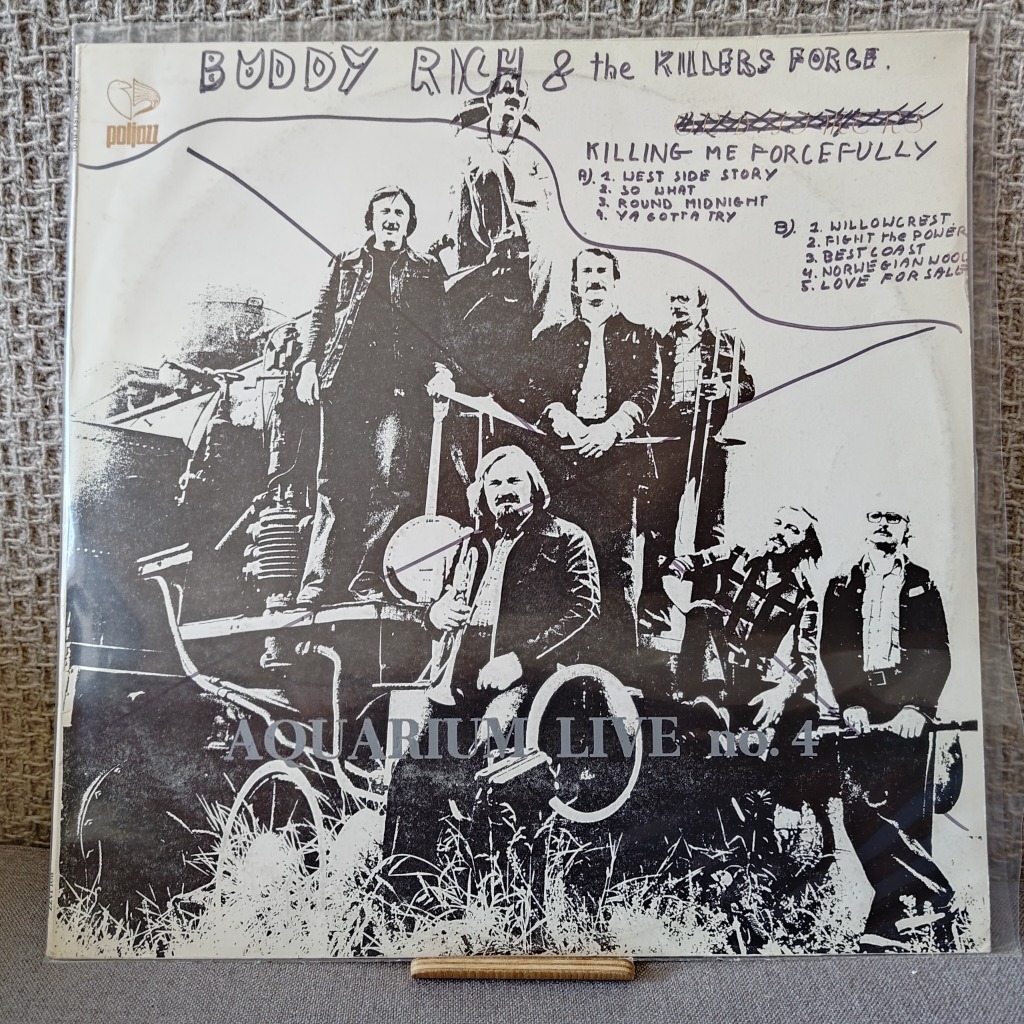 BUDDY RICH & the KILLERS FORCE.
poljazz
KILLING ME FORCEFULLY
A). 1. WEST SIDE STORY
2. SO WHAT
3. ROUND MIDNIGHT
4. YA GOTTA TRY
B). 1. WILLOWCREST.
2. FIGHT the POWER
3. BEST COAST
4. NORWEGIAN WOOD
5. LOVE FOR SALE
AQUARIUM LIVE no. 4